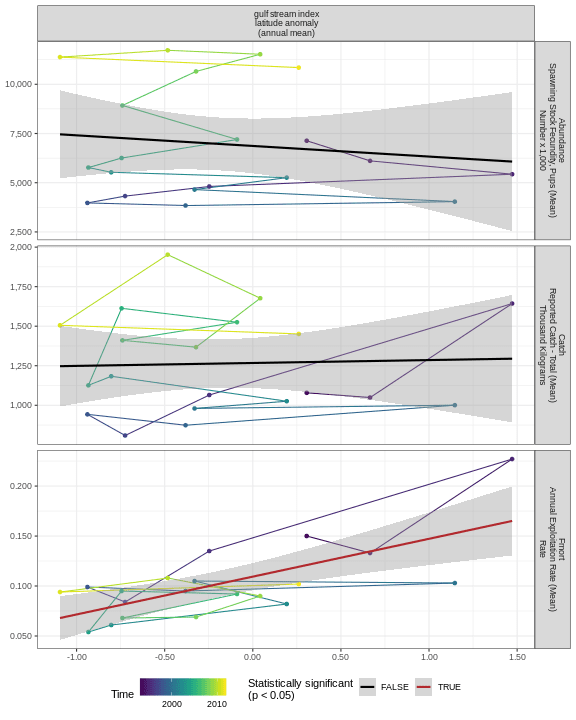 gulf stream index
latitude anomaly
(annual mean)
10,000
7,500
5,000
2,500
Abundance
Spawning Stock Fecundity, Pups (Mean)
Number x 1,000
2,000
1,750
1,500
1,250
1,000
Catch
Reported Catch - Total (Mean)
Thousand Kilograms
0.200
0.150
0.100
0.050
Fmort
Annual Exploitation Rate (Mean)
Rate
-1.00
-0.50
0.00
0.50
1.00
1.50
Time
2000
2010
Statistically significant
(p < 0.05)
FALSE
TRUE